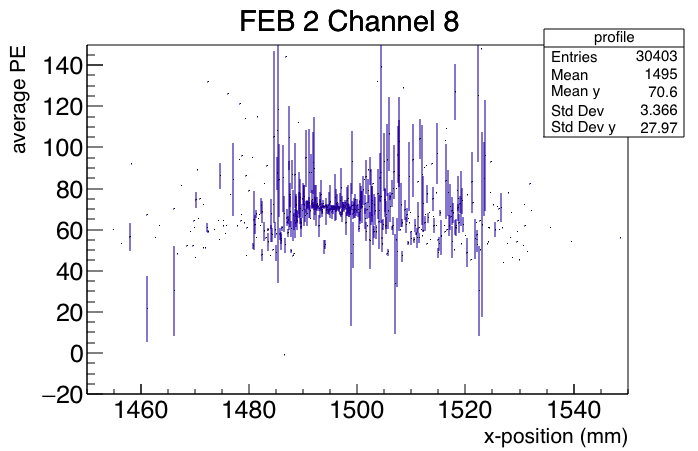 FEB 2 Channel 8
profile
Entries 30403
Mean 1495
Mean y 70.6
Std Dev 3.366
Std Dev y 27.97
average PE
140
120
100
80
60
40
20
0
−20
1460 1480 1500 1520 1540
x-position (mm)